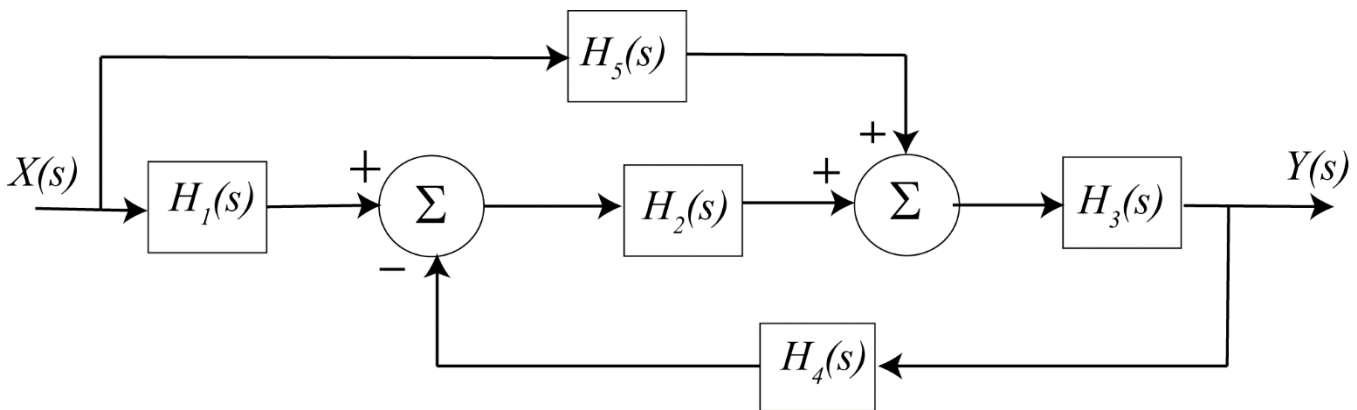 H5(s)
+
X(s) H1(s) + Σ H2(s) + Σ H3(s) Y(s)
−
H4(s)